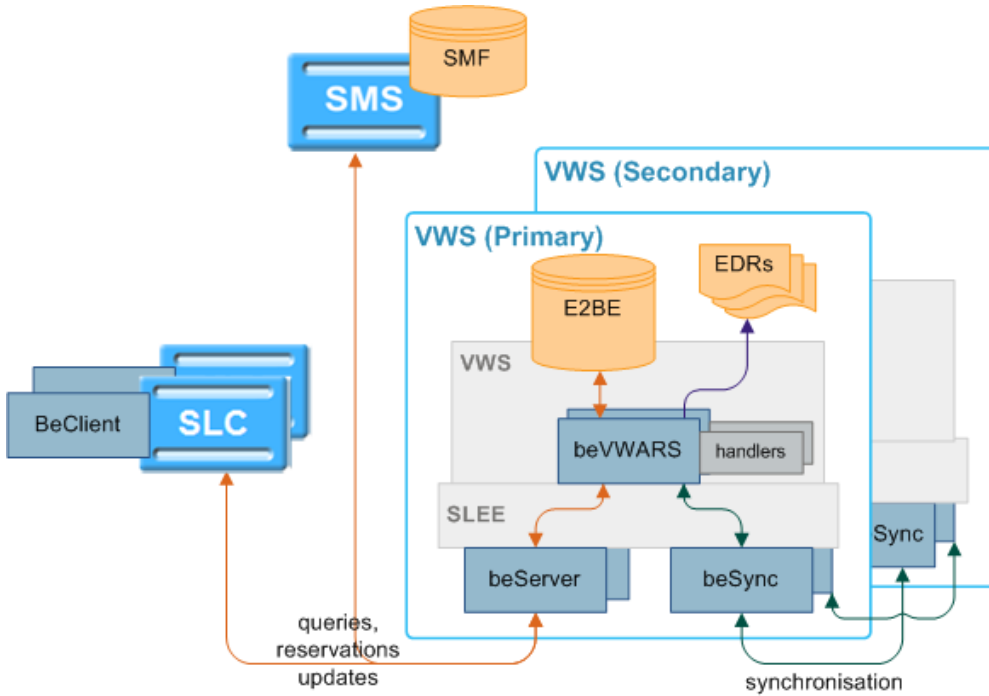 SMF
SMS
VWS (Secondary)
VWS (Primary)
EDRs
E2BE
VWS
BeClient
SLC
beVWARS
handlers
SLEE
Sync
beServer
beSync
queries,
reservations
updates
synchronisation